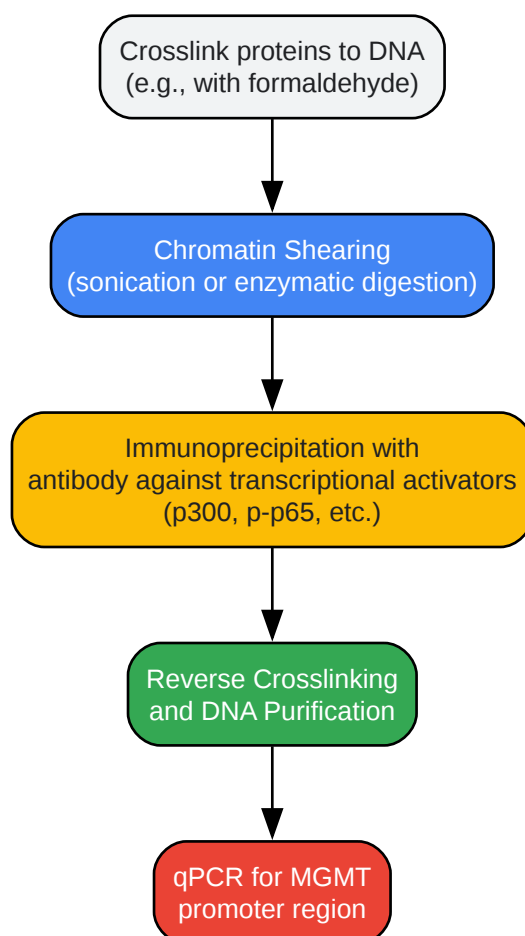 Crosslink proteins to DNA
(e.g., with formaldehyde)
Chromatin Shearing
(sonication or enzymatic digestion)
Immunoprecipitation with
antibody against transcriptional activators
(p300, p-p65, etc.)
Reverse Crosslinking
and DNA Purification
qPCR for MGMT
promoter region